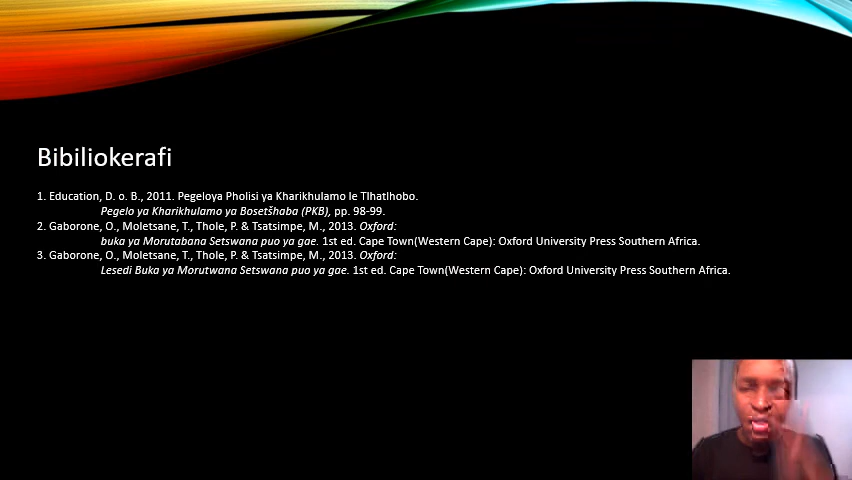 Bibiliokerafi
1. Education, D. o. B., 2011. Pegeloya Pholisi ya Kharikhulamo le Tlhatlhobo.
Pegelo ya Kharikhulamo ya Bosetšhaba (PKB), pp. 98-99.
2. Gaborone, O., Moletsane, T., Thole, P. & Tsatsimpe, M., 2013. Oxford:
buka ya Morutabana Setswana puo ya gae. 1st ed. Cape Town(Western Cape): Oxford University Press Southern Africa.
3. Gaborone, O., Moletsane, T., Thole, P. & Tsatsimpe, M., 2013. Oxford:
Lesedi Buka ya Morutwana Setswana puo ya gae. 1st ed. Cape Town(Western Cape): Oxford University Press Southern Africa.